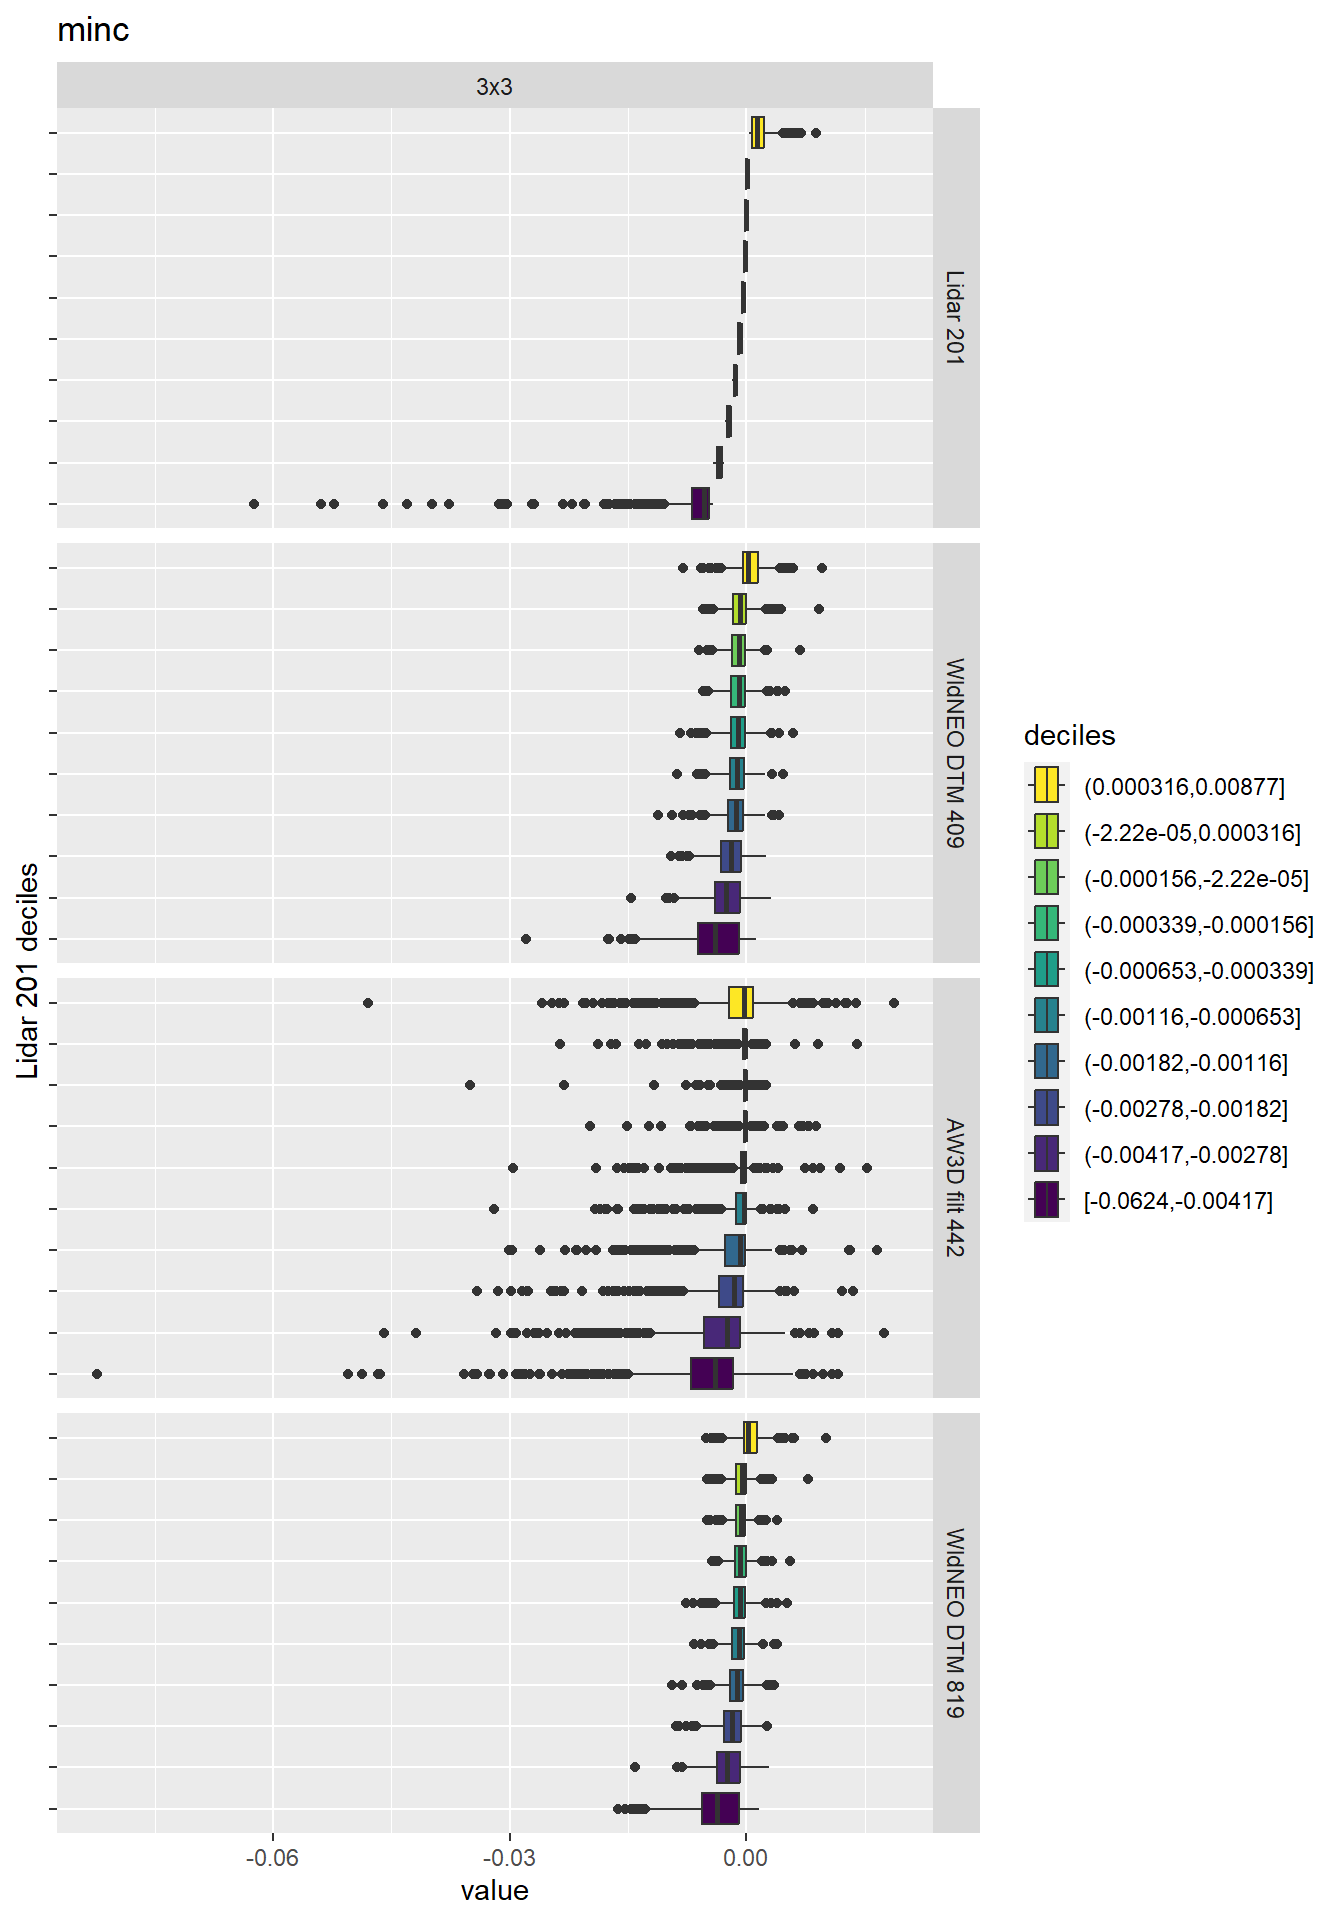 minc
3x3
Lidar 201
WldNEO DTM 409
AW3D filt 442
WldNEO DTM 819
Lidar 201 deciles
-0.06
-0.03
0.00
value
deciles
(0.000316,0.00877]
(-2.22e-05,0.000316]
(-0.000156,-2.22e-05]
(-0.000339,-0.000156]
(-0.000653,-0.000339]
(-0.00116,-0.000653]
(-0.00182,-0.00116]
(-0.00278,-0.00182]
(-0.00417,-0.00278]
[-0.0624,-0.00417]